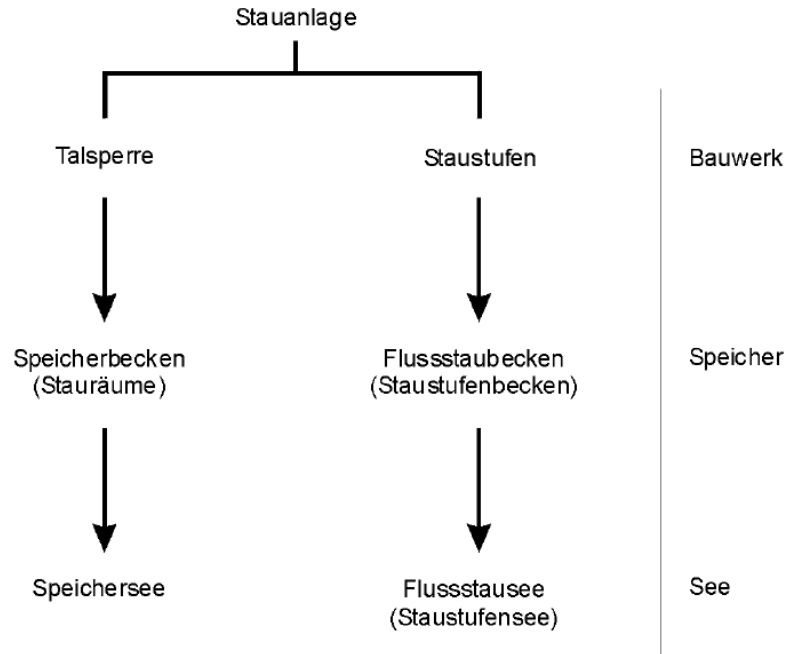 Stauanlage
Talsperre
Staustufen
Bauwerk
Speicherbecken
(Stauräume)
Flussstaubecken
(Staustufenbecken)
Speicher
Speichersee
Flussstausee
(Staustufensee)
See